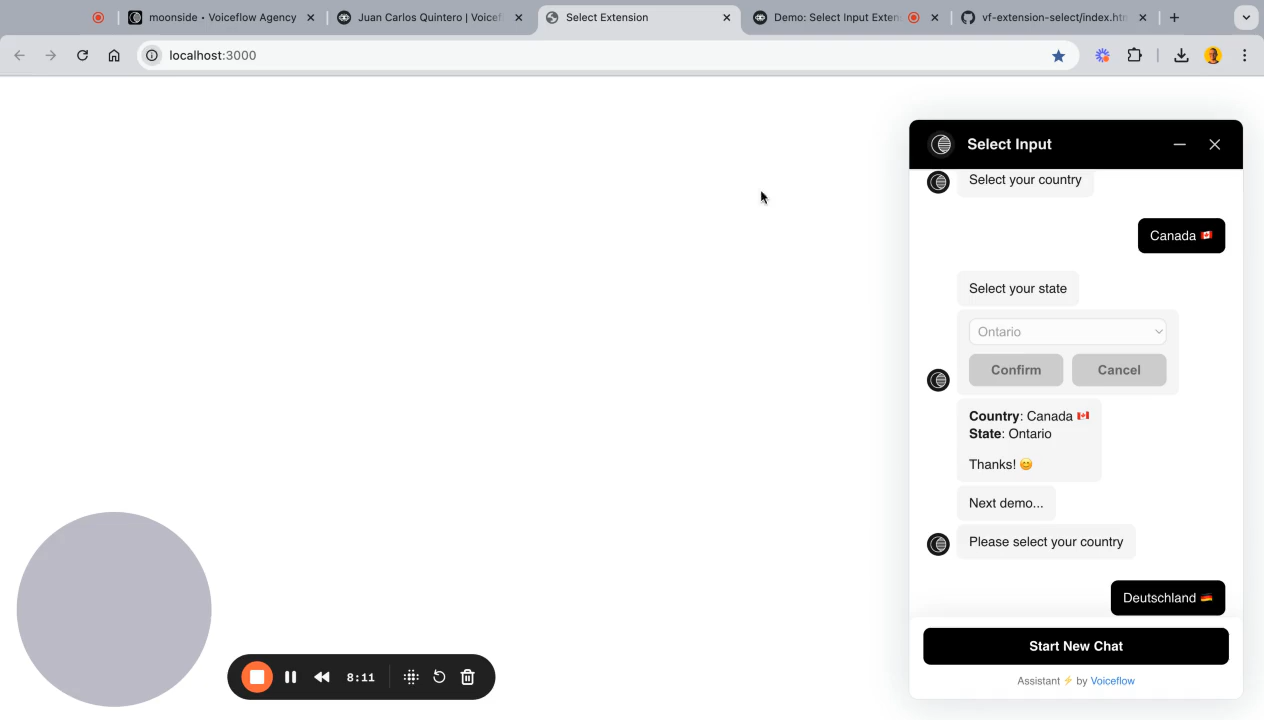 moonside • Voiceflow Agency
Juan Carlos Quintero | Voicef
Select Extension
Demo: Select Input Exten
vf-extension-select/index.htm
localhost:3000
Select Input
Select your country
Canada 🇨🇦
Select your state
Ontario
Confirm
Cancel
Country: Canada 🇨🇦
State: Ontario
Thanks! 😊
Next demo...
Please select your country
Deutschland 🇩🇪
Start New Chat
Assistant ⚡ by Voiceflow
8:11